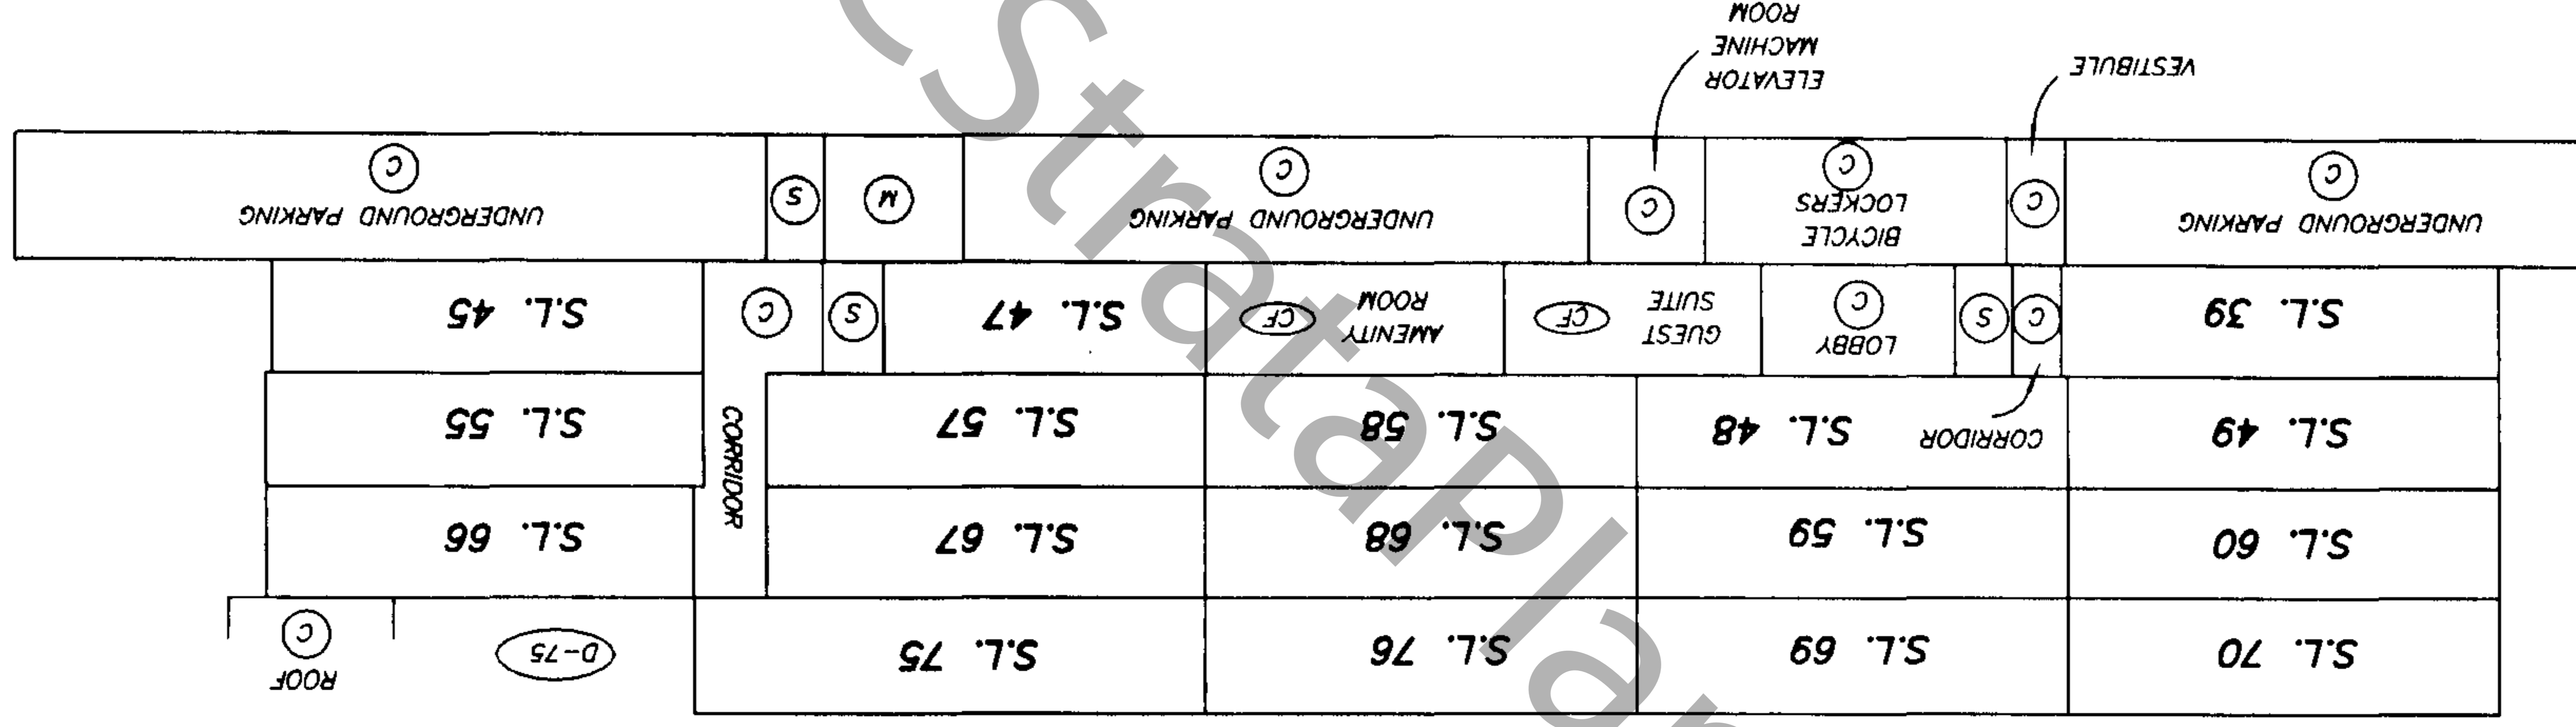 S.L. 70
S.L. 69
S.L. 76
S.L. 75
D-75
ROOF
C
S.L. 60
S.L. 59
S.L. 68
S.L. 67
CORRIDOR
S.L. 66
S.L. 49
CORRIDOR
S.L. 48
S.L. 58
S.L. 57
S.L. 55
S.L. 39
C
S
LOBBY
C
GUEST
SUITE
CF
AMENITY
ROOM
CF
S.L. 47
S
C
S.L. 45
UNDERGROUND PARKING
C
C
BICYCLE
LOCKERS
C
C
UNDERGROUND PARKING
C
M
S
UNDERGROUND PARKING
C
VESTIBULE
ELEVATOR
MACHINE
ROOM
CStrataPla